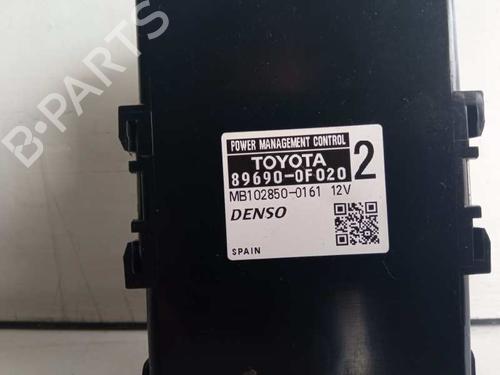 B-PARTS
POWER MANAGEMENT CONTROL
TOYOTA 2
89690-0F020
MB102850-0161 12V
DENSO
SPAIN